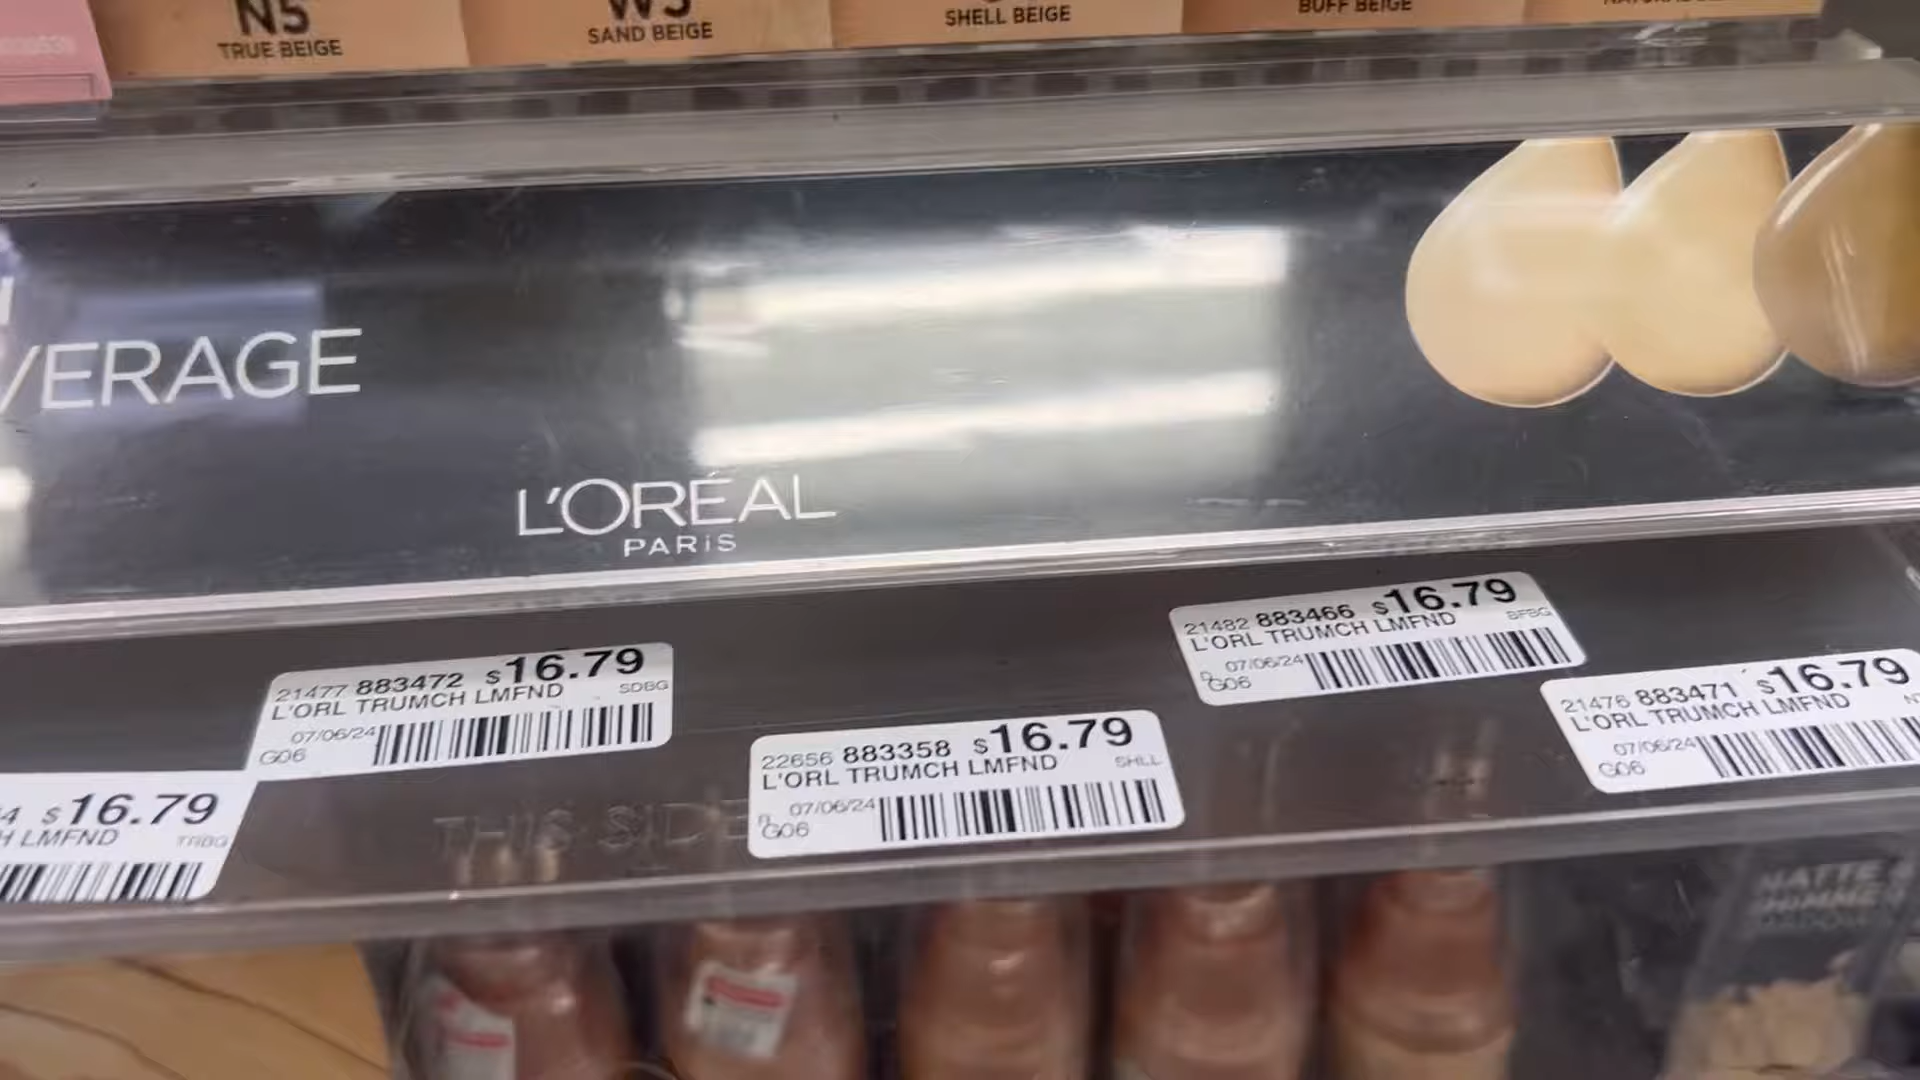 N5
TRUE BEIGE
W5
SAND BEIGE
SHELL BEIGE
BUFF BEIGE
VERAGE
L'ORÉAL
PARIS
21482 883466 $16.79
L'ORL TRUMCH LMFND BFBG
07/06/24
G06
21477 883472 $16.79
L'ORL TRUMCH LMFND SDBG
07/06/24
G06
21476 883471 $16.79
L'ORL TRUMCH LMFND
07/06/24
G06
22656 883358 $16.79
L'ORL TRUMCH LMFND SHLL
07/06/24
G06
4 $16.79
H LMFND TRBG
THIS SIDE
MATTE